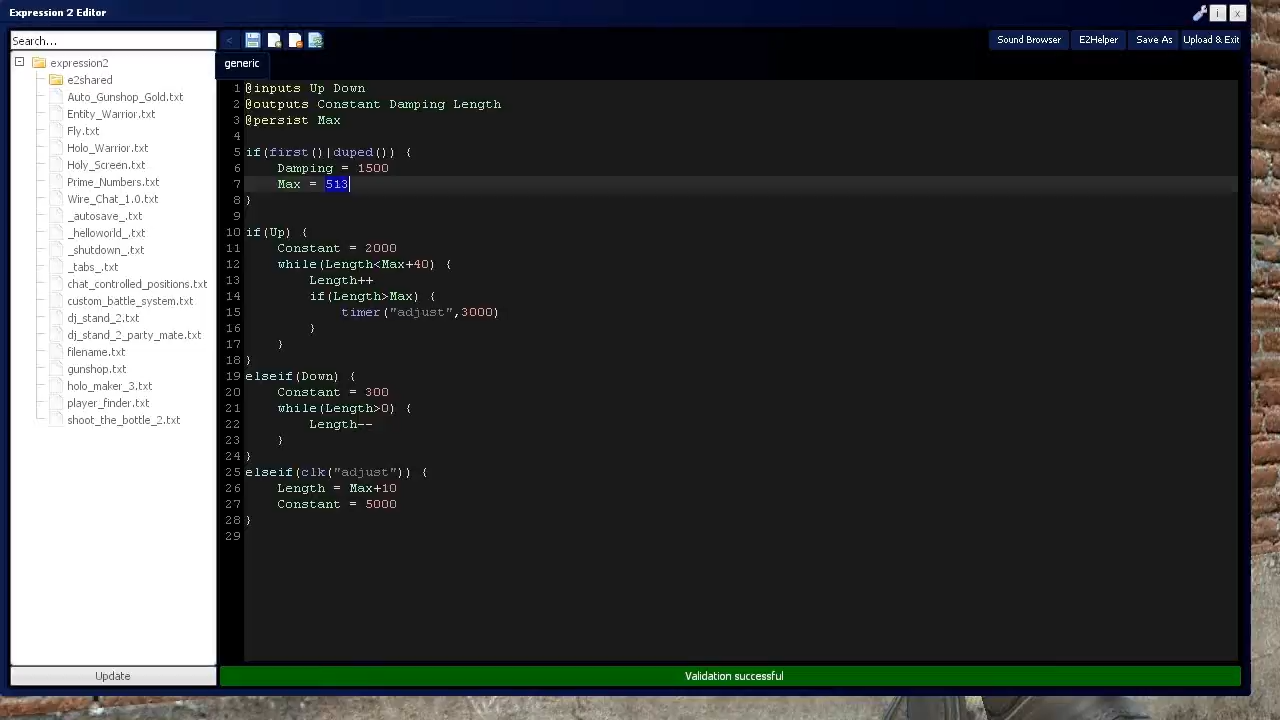 Expression 2 Editor
i x
Search...
< Sound Browser E2Helper Save As Upload & Exit
expression2
e2shared
Auto_Gunshop_Gold.txt
Entity_Warrior.txt
Fly.txt
Holo_Warrior.txt
Holy_Screen.txt
Prime_Numbers.txt
Wire_Chat_1.0.txt
_autosave_.txt
_helloworld_.txt
_shutdown_.txt
_tabs_.txt
chat_controlled_positions.txt
custom_battle_system.txt
dj_stand_2.txt
dj_stand_2_party_mate.txt
filename.txt
gunshop.txt
holo_maker_3.txt
player_finder.txt
shoot_the_bottle_2.txt
Update
generic
1 @inputs Up Down
2 @outputs Constant Damping Length
3 @persist Max
4
5 if(first()|duped()) {
6 Damping = 1500
7 Max = 513
8 }
9
10 if(Up) {
11 Constant = 2000
12 while(Length<Max+40) {
13 Length++
14 if(Length>Max) {
15 timer("adjust",3000)
16 }
17 }
18 }
19 elseif(Down) {
20 Constant = 300
21 while(Length>0) {
22 Length--
23 }
24 }
25 elseif(clk("adjust")) {
26 Length = Max+10
27 Constant = 5000
28 }
29
Validation successful